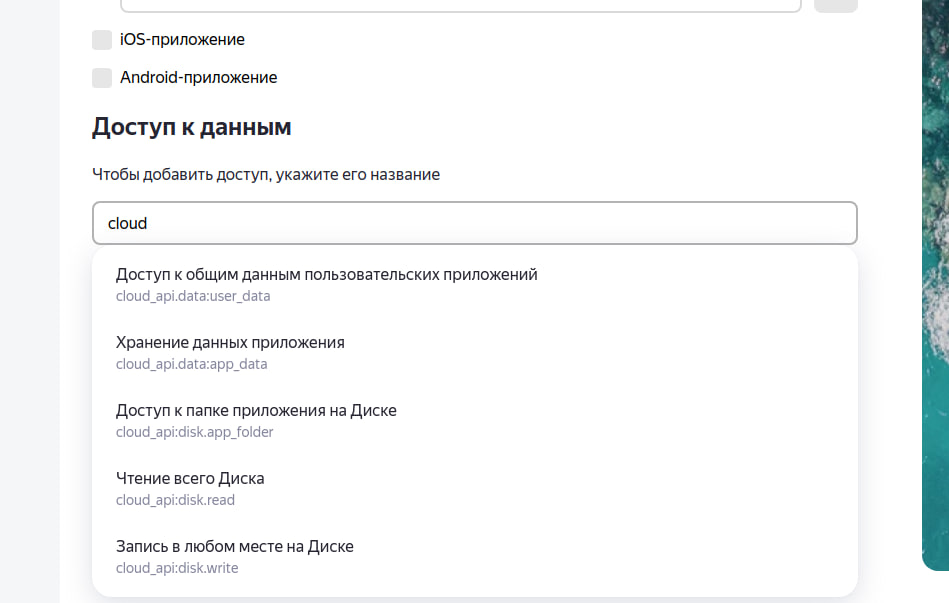 iOS-приложение
Android-приложение
Доступ к данным
Чтобы добавить доступ, укажите его название
cloud
Доступ к общим данным пользовательских приложений
cloud_api.data:user_data
Хранение данных приложения
cloud_api.data:app_data
Доступ к папке приложения на Диске
cloud_api:disk.app_folder
Чтение всего Диска
cloud_api:disk.read
Запись в любом месте на Диске
cloud_api:disk.write